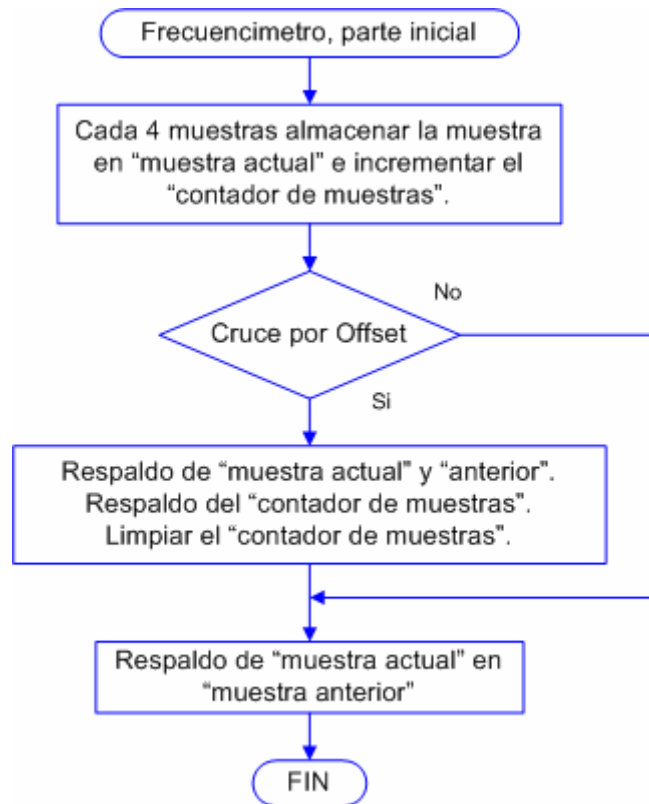 Frecuencimetro, parte inicial
Cada 4 muestras almacenar la muestra
en “muestra actual” e incrementar el
“contador de muestras”.
No
Cruce por Offset
Si
Respaldo de “muestra actual” y “anterior”.
Respaldo del “contador de muestras”.
Limpiar el “contador de muestras”.
Respaldo de “muestra actual” en
“muestra anterior”
FIN